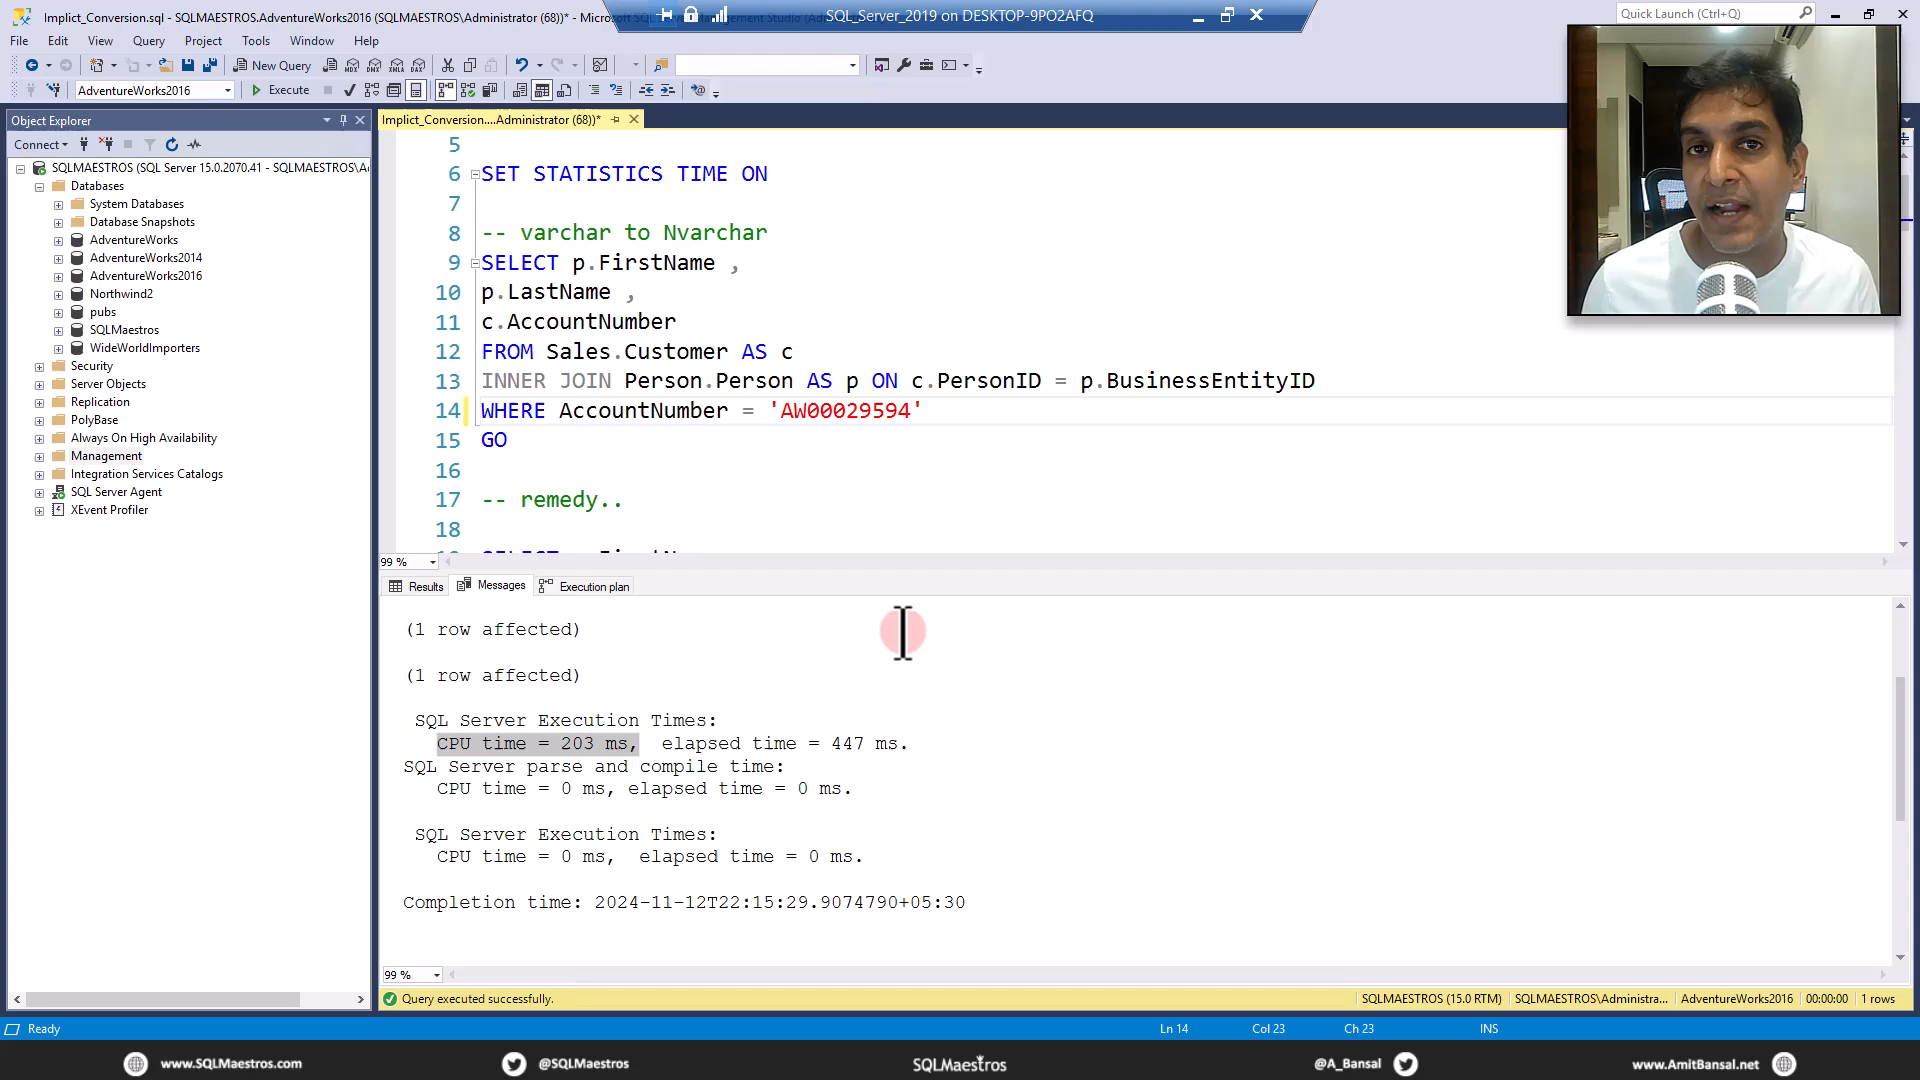 Implict_Conversion.sql - SQLMAESTROS.AdventureWorks2016 (SQLMAESTROS\Administrator (68))* - Micros
SQL_Server_2019 on DESKTOP-9PO2AFQ
Quick Launch (Ctrl+Q)
File Edit View Query Project Tools Window Help
New Query
AdventureWorks2016
Execute
Object Explorer
Implict_Conversion....Administrator (68))*
Connect
SQLMAESTROS (SQL Server 15.0.2070.41 - SQLMAESTROS\A
Databases
System Databases
Database Snapshots
AdventureWorks
AdventureWorks2014
AdventureWorks2016
Northwind2
pubs
SQLMaestros
WideWorldImporters
Security
Server Objects
Replication
PolyBase
Always On High Availability
Management
Integration Services Catalogs
SQL Server Agent
XEvent Profiler
5
6 SET STATISTICS TIME ON
7
8 -- varchar to Nvarchar
9 SELECT p.FirstName ,
10 p.LastName ,
11 c.AccountNumber
12 FROM Sales.Customer AS c
13 INNER JOIN Person.Person AS p ON c.PersonID = p.BusinessEntityID
14 WHERE AccountNumber = 'AW00029594'
15 GO
16
17 -- remedy..
18
99 %
Results Messages Execution plan
(1 row affected)
(1 row affected)
SQL Server Execution Times:
CPU time = 203 ms, elapsed time = 447 ms.
SQL Server parse and compile time:
CPU time = 0 ms, elapsed time = 0 ms.
SQL Server Execution Times:
CPU time = 0 ms, elapsed time = 0 ms.
Completion time: 2024-11-12T22:15:29.9074790+05:30
99 %
Query executed successfully.
SQLMAESTROS (15.0 RTM) SQLMAESTROS\Administra... AdventureWorks2016 00:00:00 1 rows
Ready
Ln 14 Col 23 Ch 23 INS
www.SQLMaestros.com @SQLMaestros SQLMaestros @A_Bansal www.AmitBansal.net